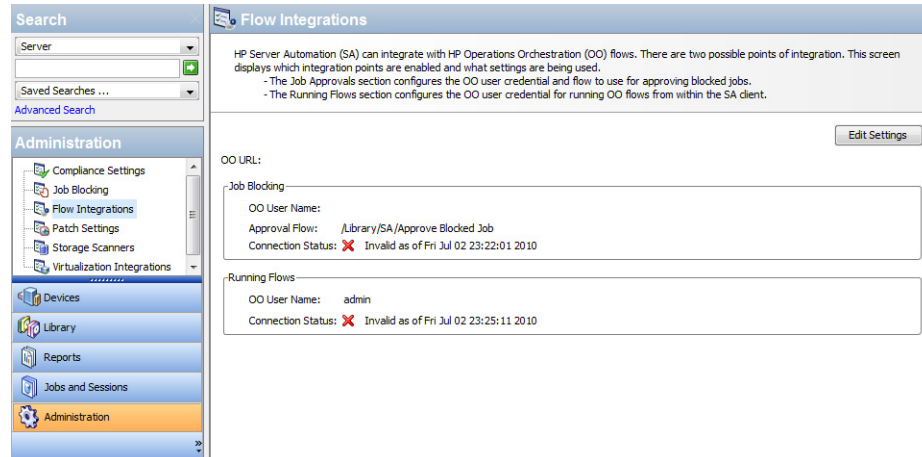 Search
Server
Saved Searches ...
Advanced Search
Administration
Compliance Settings
Job Blocking
Flow Integrations
Patch Settings
Storage Scanners
Virtualization Integrations
Devices
Library
Reports
Jobs and Sessions
Administration
Flow Integrations
HP Server Automation (SA) can integrate with HP Operations Orchestration (OO) flows. There are two possible points of integration. This screen
displays which integration points are enabled and what settings are being used.
- The Job Approvals section configures the OO user credential and flow to use for approving blocked jobs.
- The Running Flows section configures the OO user credential for running OO flows from within the SA client.
Edit Settings
OO URL:
Job Blocking
OO User Name:
Approval Flow: /Library/SA/Approve Blocked Job
Connection Status: Invalid as of Fri Jul 02 23:22:01 2010
Running Flows
OO User Name: admin
Connection Status: Invalid as of Fri Jul 02 23:25:11 2010